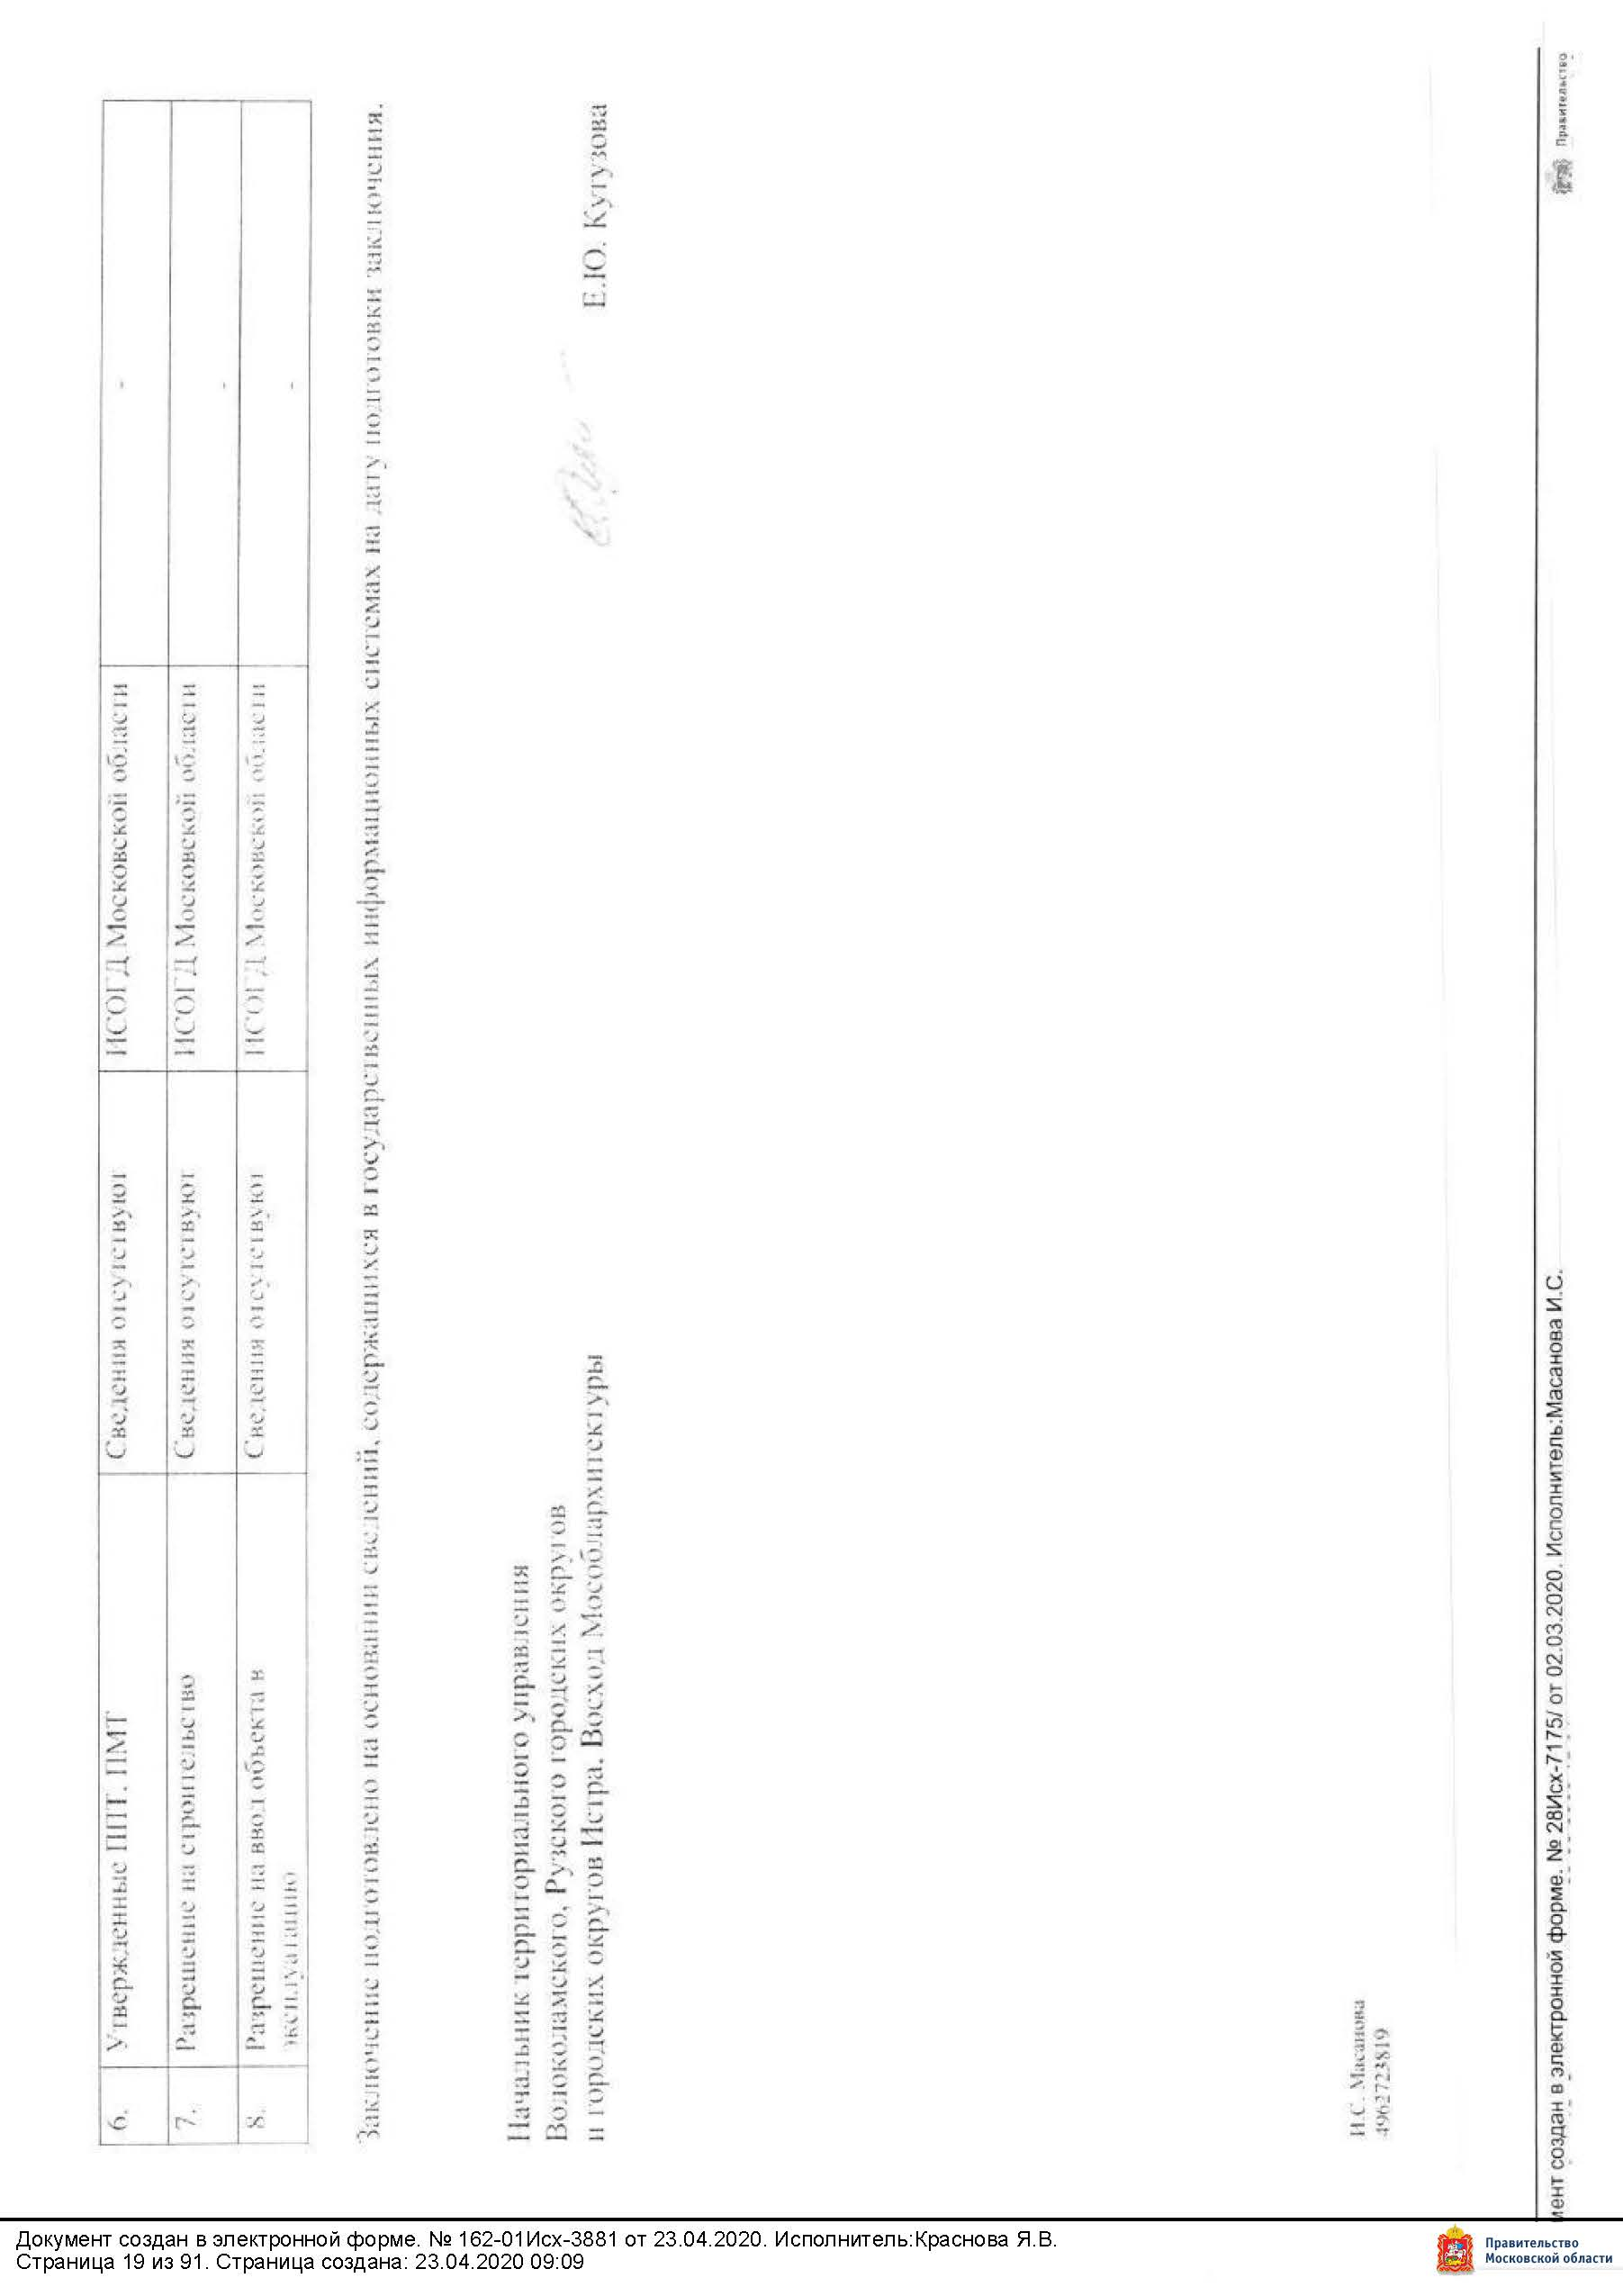 6. Утвержденные ППТ, ПМТ Сведения отсутствуют ИСОГД Московской области -
7. Разрешение на строительство Сведения отсутствуют ИСОГД Московской области -
8. Разрешение на ввод объекта в Сведения отсутствуют ИСОГД Московской области -
эксплуатацию
Заключение подготовлено на основании сведений, содержащихся в государственных информационных системах на дату подготовки заключения.
Начальник территориального управления
Волоколамского, Рузского городских округов
и городских округов Истра, Восход Мособлархитектуры Е.Ю. Кутузова
И.С. Масанова
4962723819
мент создан в электронной форме. № 28Исх-7175/ от 02.03.2020. Исполнитель:Масанова И.С.
Правительство
Документ создан в электронной форме. № 162-01Исх-3881 от 23.04.2020. Исполнитель:Краснова Я.В.
Страница 19 из 91. Страница создана: 23.04.2020 09:09
Правительство
Московской области